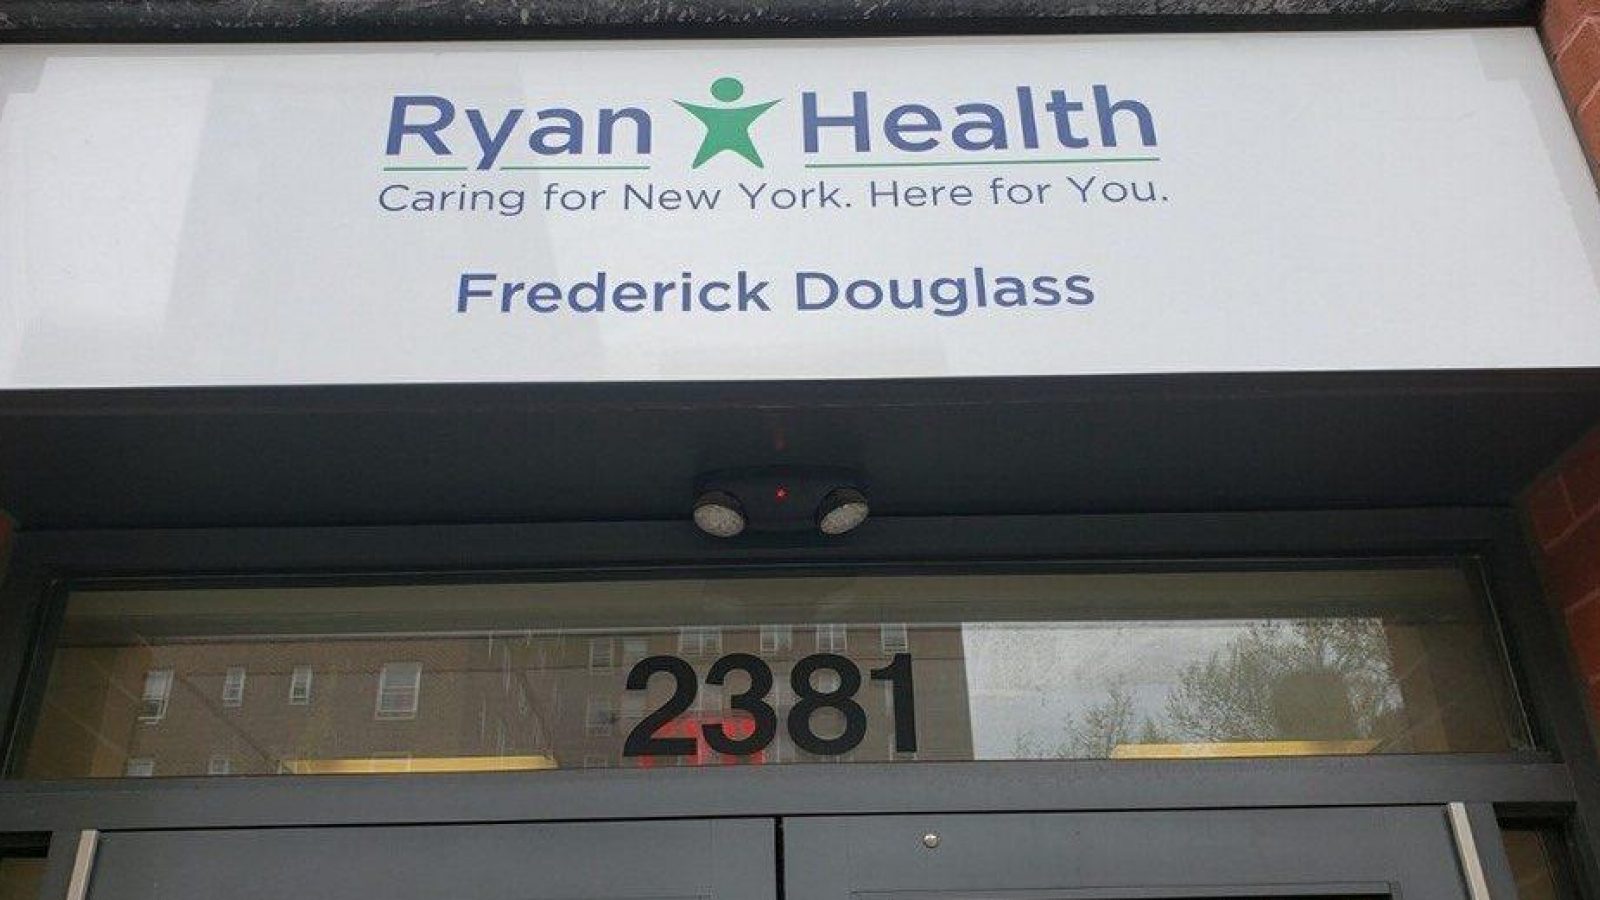 Ryan Health
Caring for New York. Here for You.
Frederick Douglass
2381